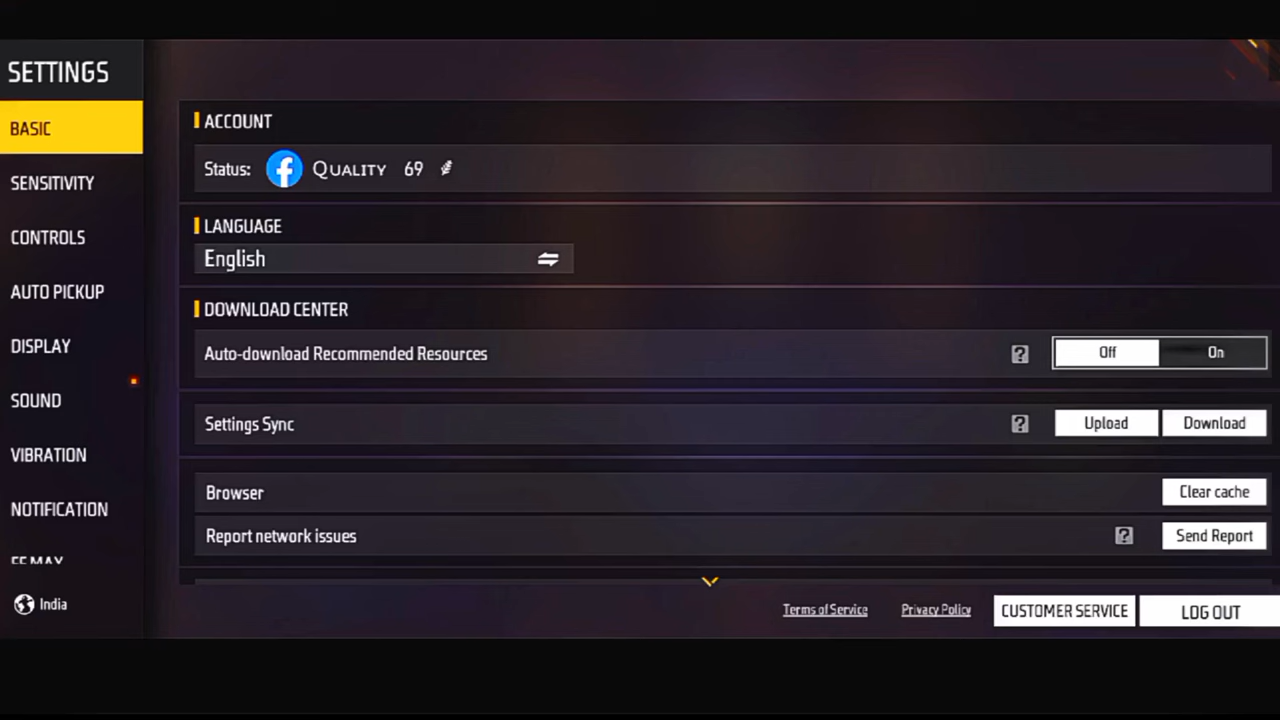 SETTINGS
BASIC
SENSITIVITY
CONTROLS
AUTO PICKUP
DISPLAY
SOUND
VIBRATION
NOTIFICATION
FF MAX
India
ACCOUNT
Status: Quality 69
LANGUAGE
English
DOWNLOAD CENTER
Auto-download Recommended Resources ? Off On
Settings Sync ? Upload Download
Browser Clear cache
Report network issues ? Send Report
Terms of Service Privacy Policy CUSTOMER SERVICE LOG OUT